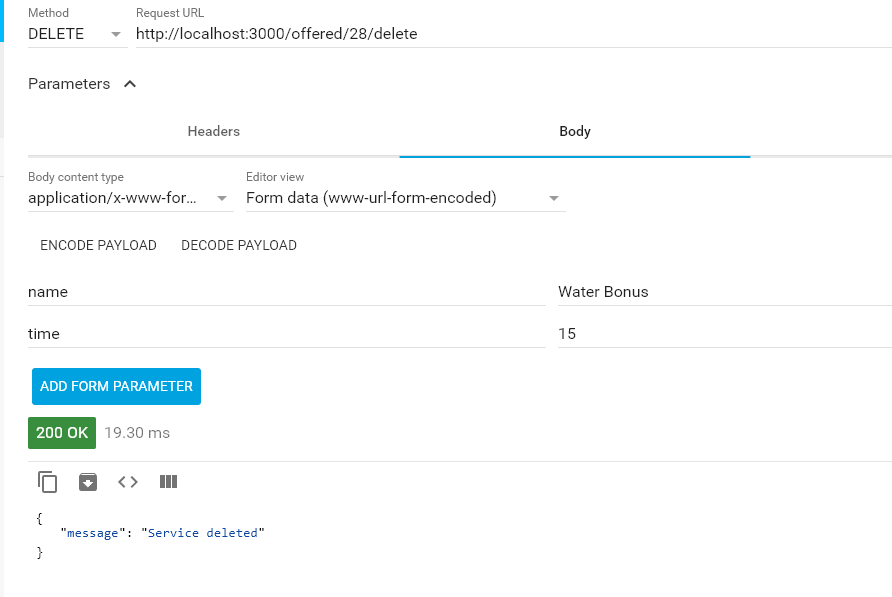 Method Request URL
DELETE http://localhost:3000/offered/28/delete
Parameters
Headers Body
Body content type Editor view
application/x-www-for... Form data (www-url-form-encoded)
ENCODE PAYLOAD DECODE PAYLOAD
name Water Bonus
time 15
ADD FORM PARAMETER
200 OK 19.30 ms
{
"message": "Service deleted"
}